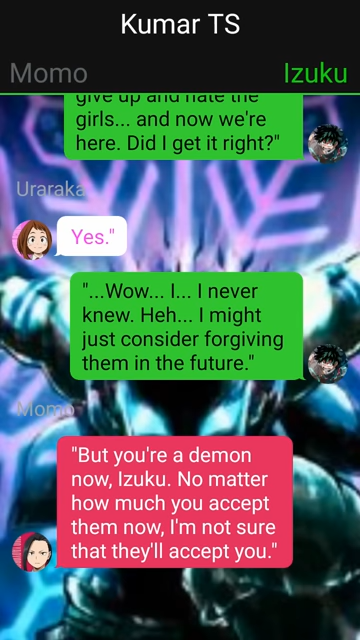 Kumar TS
Momo
Izuku
give up and hate the
girls... and now we're
here. Did I get it right?"
Uraraka
Yes."
"...Wow... I... I never
knew. Heh... I might
just consider forgiving
them in the future."
Momo
"But you're a demon
now, Izuku. No matter
how much you accept
them now, I'm not sure
that they'll accept you."